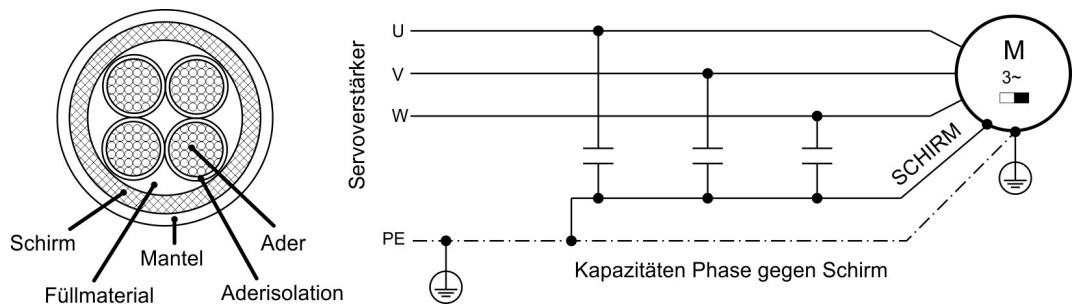 Schirm
Füllmaterial
Mantel
Aderisolation
Ader
Servoverstärker
U
V
W
PE
SCHIRM
M
3~
Kapazitäten Phase gegen Schirm